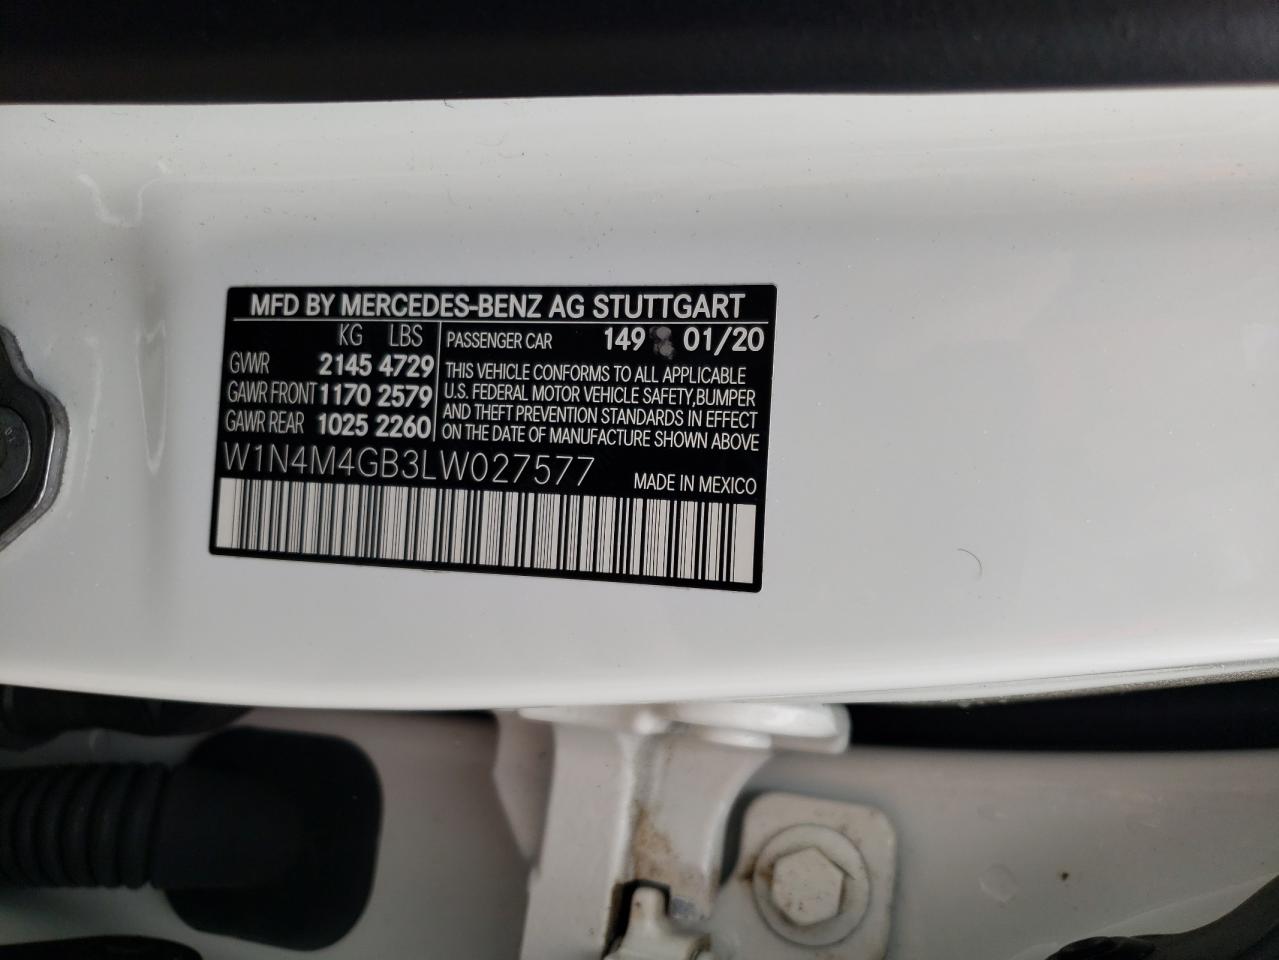 MFD BY MERCEDES-BENZ AG STUTTGART
KG LBS
GVWR 2145 4729
GAWR FRONT 1170 2579
GAWR REAR 1025 2260
PASSENGER CAR 149 01/20
THIS VEHICLE CONFORMS TO ALL APPLICABLE
U.S. FEDERAL MOTOR VEHICLE SAFETY,BUMPER
AND THEFT PREVENTION STANDARDS IN EFFECT
ON THE DATE OF MANUFACTURE SHOWN ABOVE
W1N4M4GB3LW027577
MADE IN MEXICO